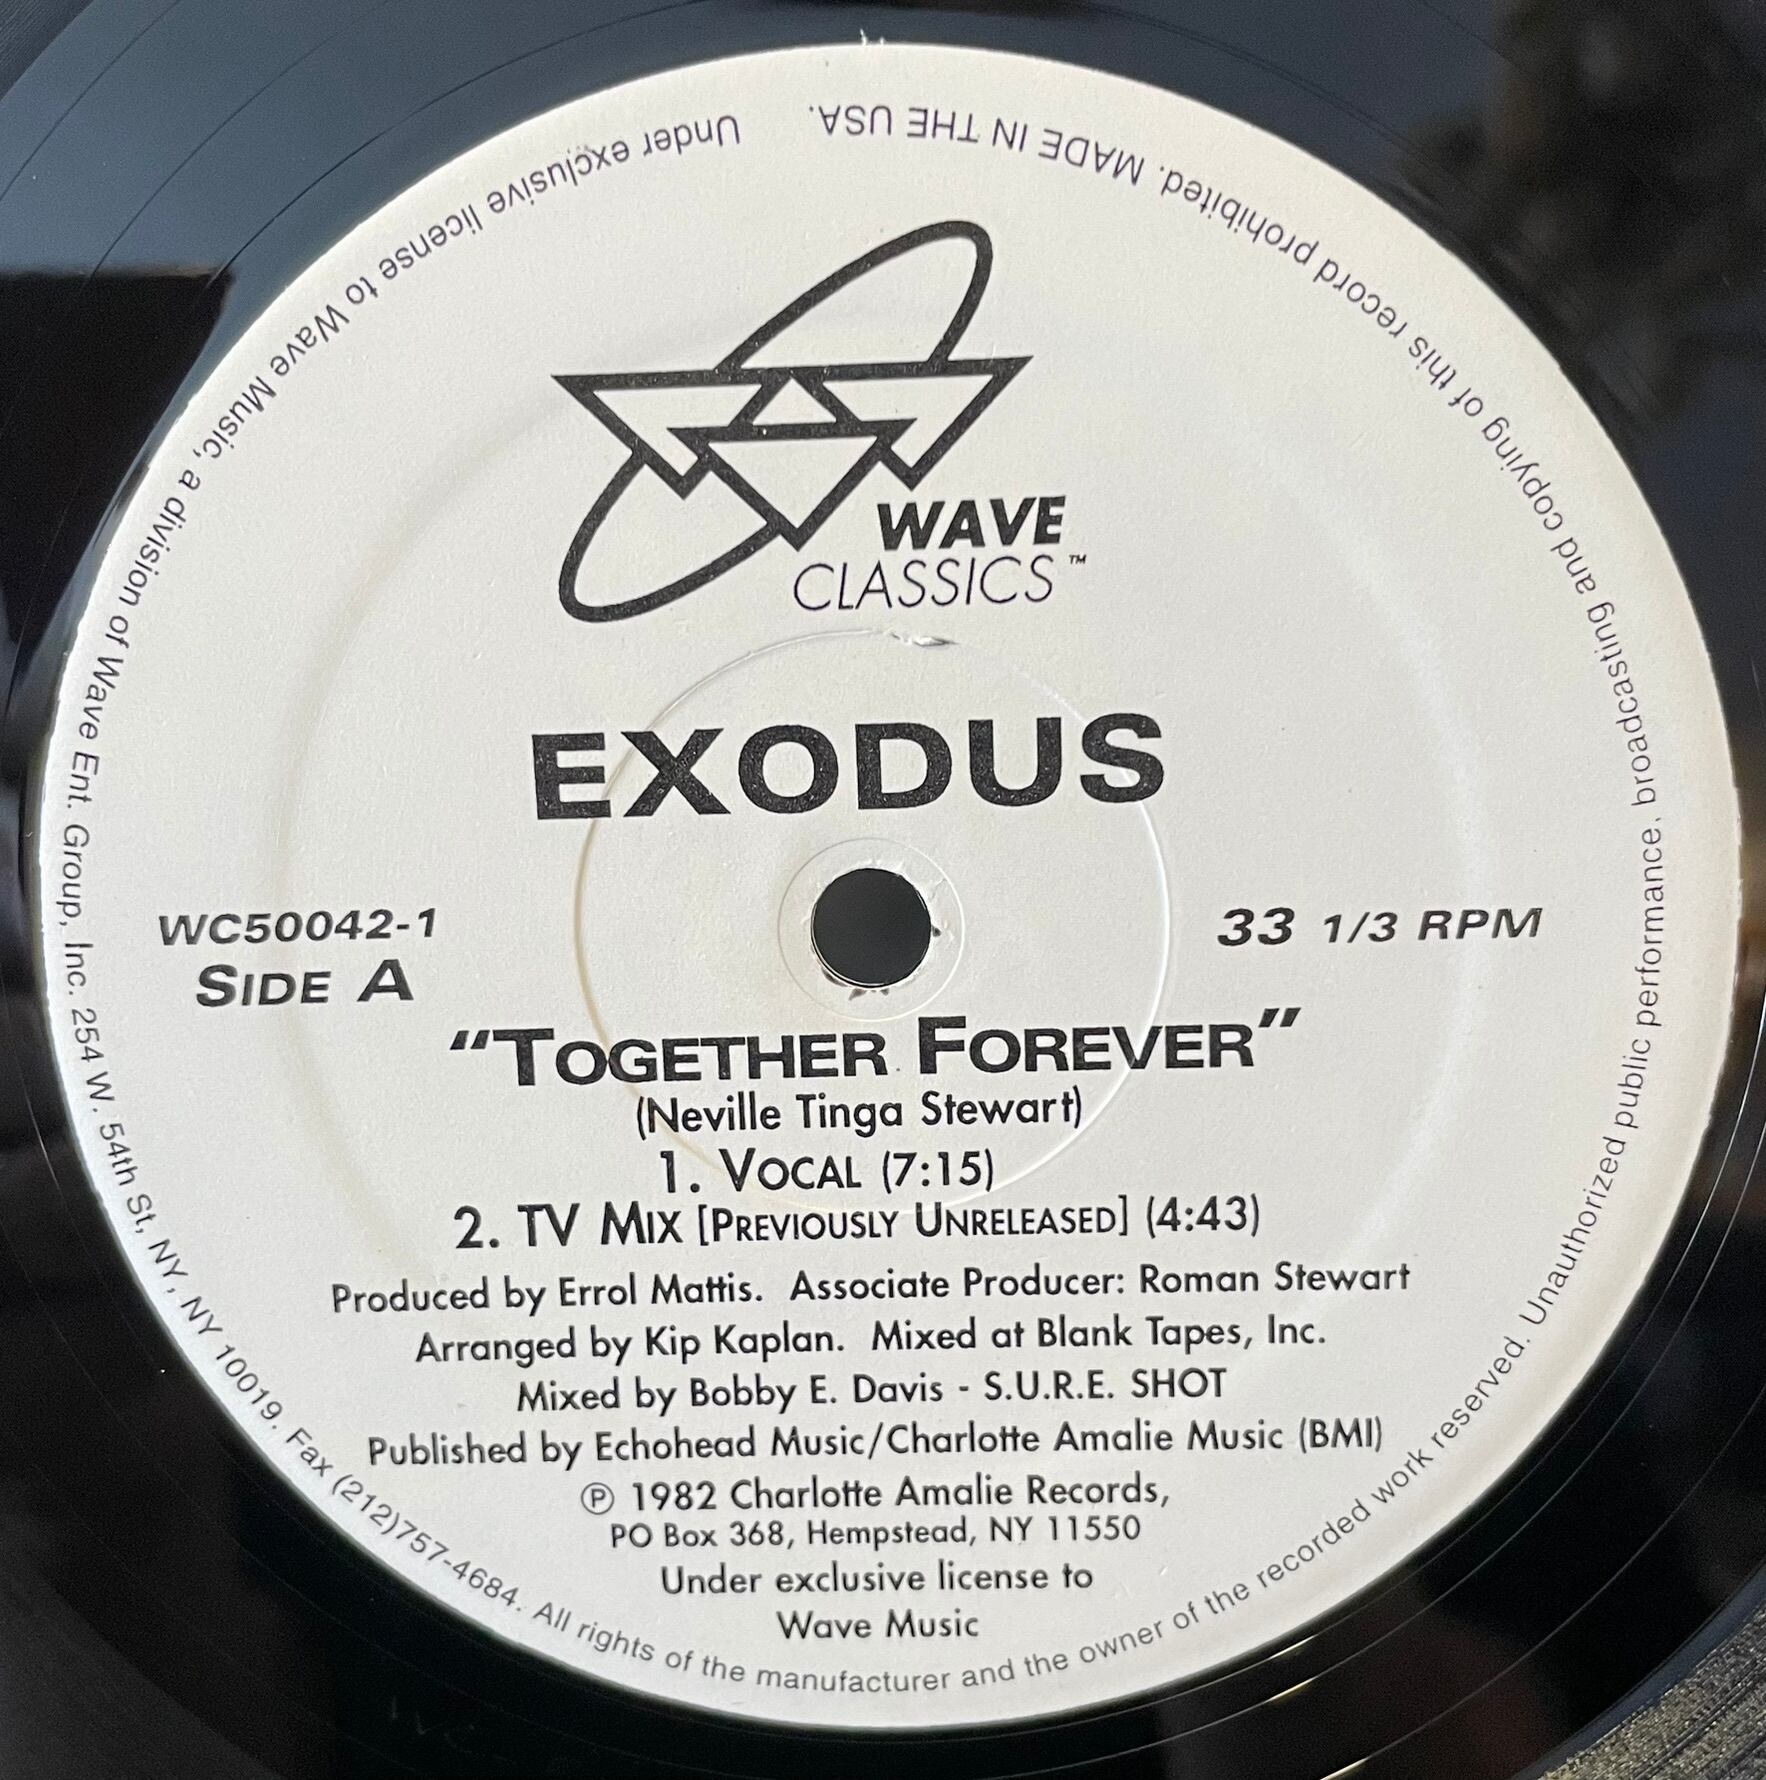 WAVE
CLASSICS™
EXODUS
WC50042-1
SIDE A
33 1/3 RPM
"TOGETHER FOREVER"
(Neville Tinga Stewart)
1. VOCAL (7:15)
2. TV MIX [PREVIOUSLY UNRELEASED] (4:43)
Produced by Errol Mattis. Associate Producer: Roman Stewart
Arranged by Kip Kaplan. Mixed at Blank Tapes, Inc.
Mixed by Bobby E. Davis - S.U.R.E. SHOT
Published by Echohead Music/Charlotte Amalie Music (BMI)
℗ 1982 Charlotte Amalie Records,
PO Box 368, Hempstead, NY 11550
Under exclusive license to
Wave Music
Under exclusive license to Wave Music, a division of Wave Ent. Group, Inc. 254 W. 54th St, NY, NY 10019. Fax (212)757-4684. All rights of the manufacturer and the owner of the recorded work reserved. Unauthorized public performance, broadcasting and copying of this record prohibited. MADE IN THE USA.